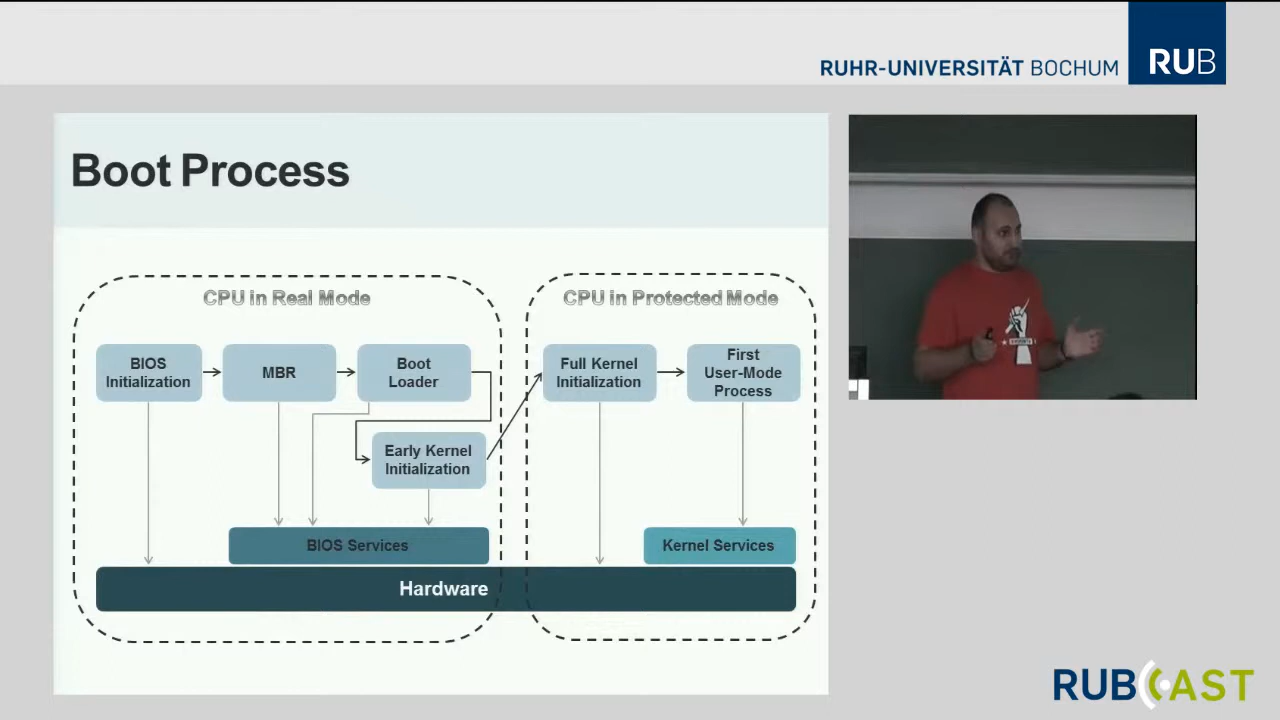 RUHR-UNIVERSITÄT BOCHUM
RUB
Boot Process
CPU in Real Mode
CPU in Protected Mode
BIOS
Initialization
MBR
Boot
Loader
Full Kernel
Initialization
First
User-Mode
Process
Early Kernel
Initialization
BIOS Services
Kernel Services
Hardware
RUBCAST